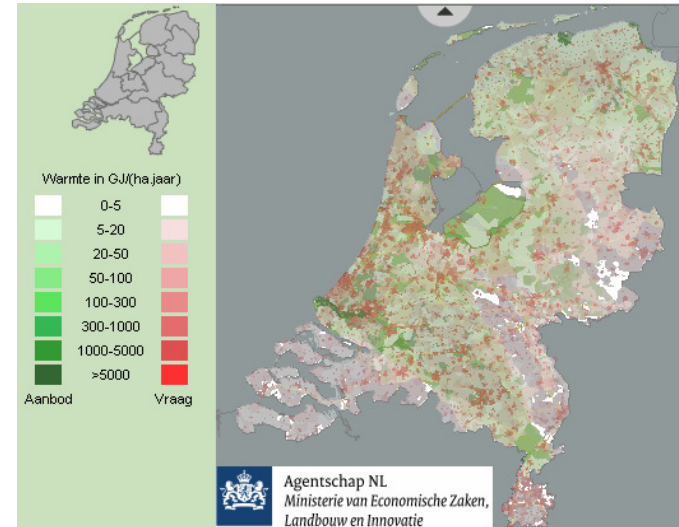 Warmte in GJ/(ha.jaar)
0-5
5-20
20-50
50-100
100-300
300-1000
1000-5000
>5000
Aanbod Vraag
Agentschap NL
Ministerie van Economische Zaken,
Landbouw en Innovatie